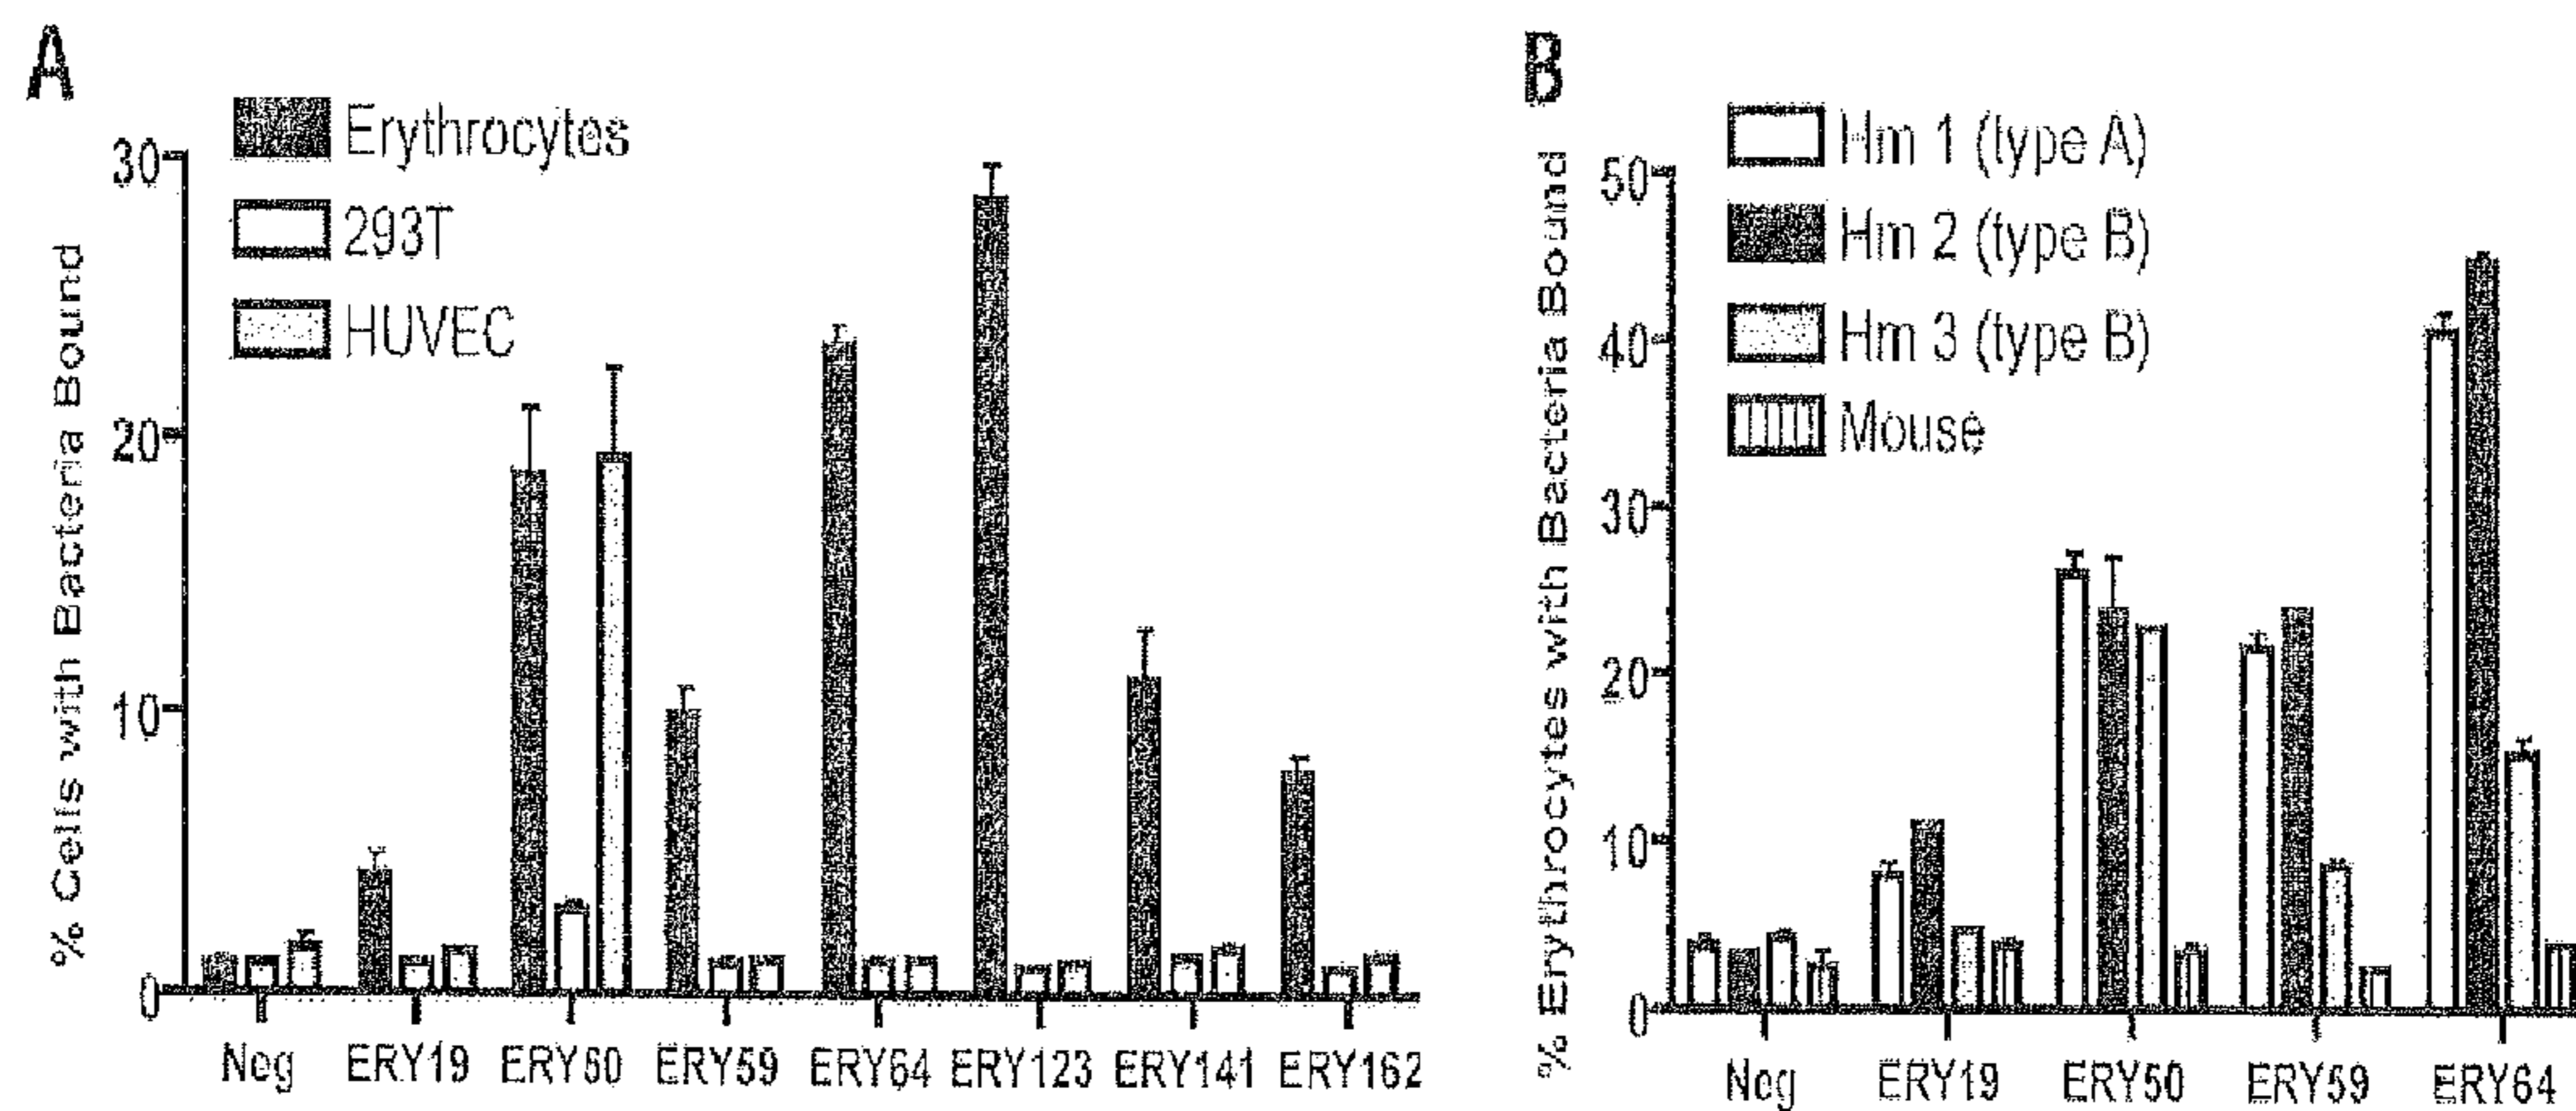 A
Erythrocytes
293T
HUVEC
% Cells with Bacteria Bound
30
20
10
0
Neg ERY19 ERY50 ERY59 ERY64 ERY123 ERY141 ERY162
B
Hm 1 (type A)
Hm 2 (type B)
Hm 3 (type B)
Mouse
% Erythrocytes with Bacteria Bound
50
40
30
20
10
0
Neg ERY19 ERY50 ERY59 ERY64